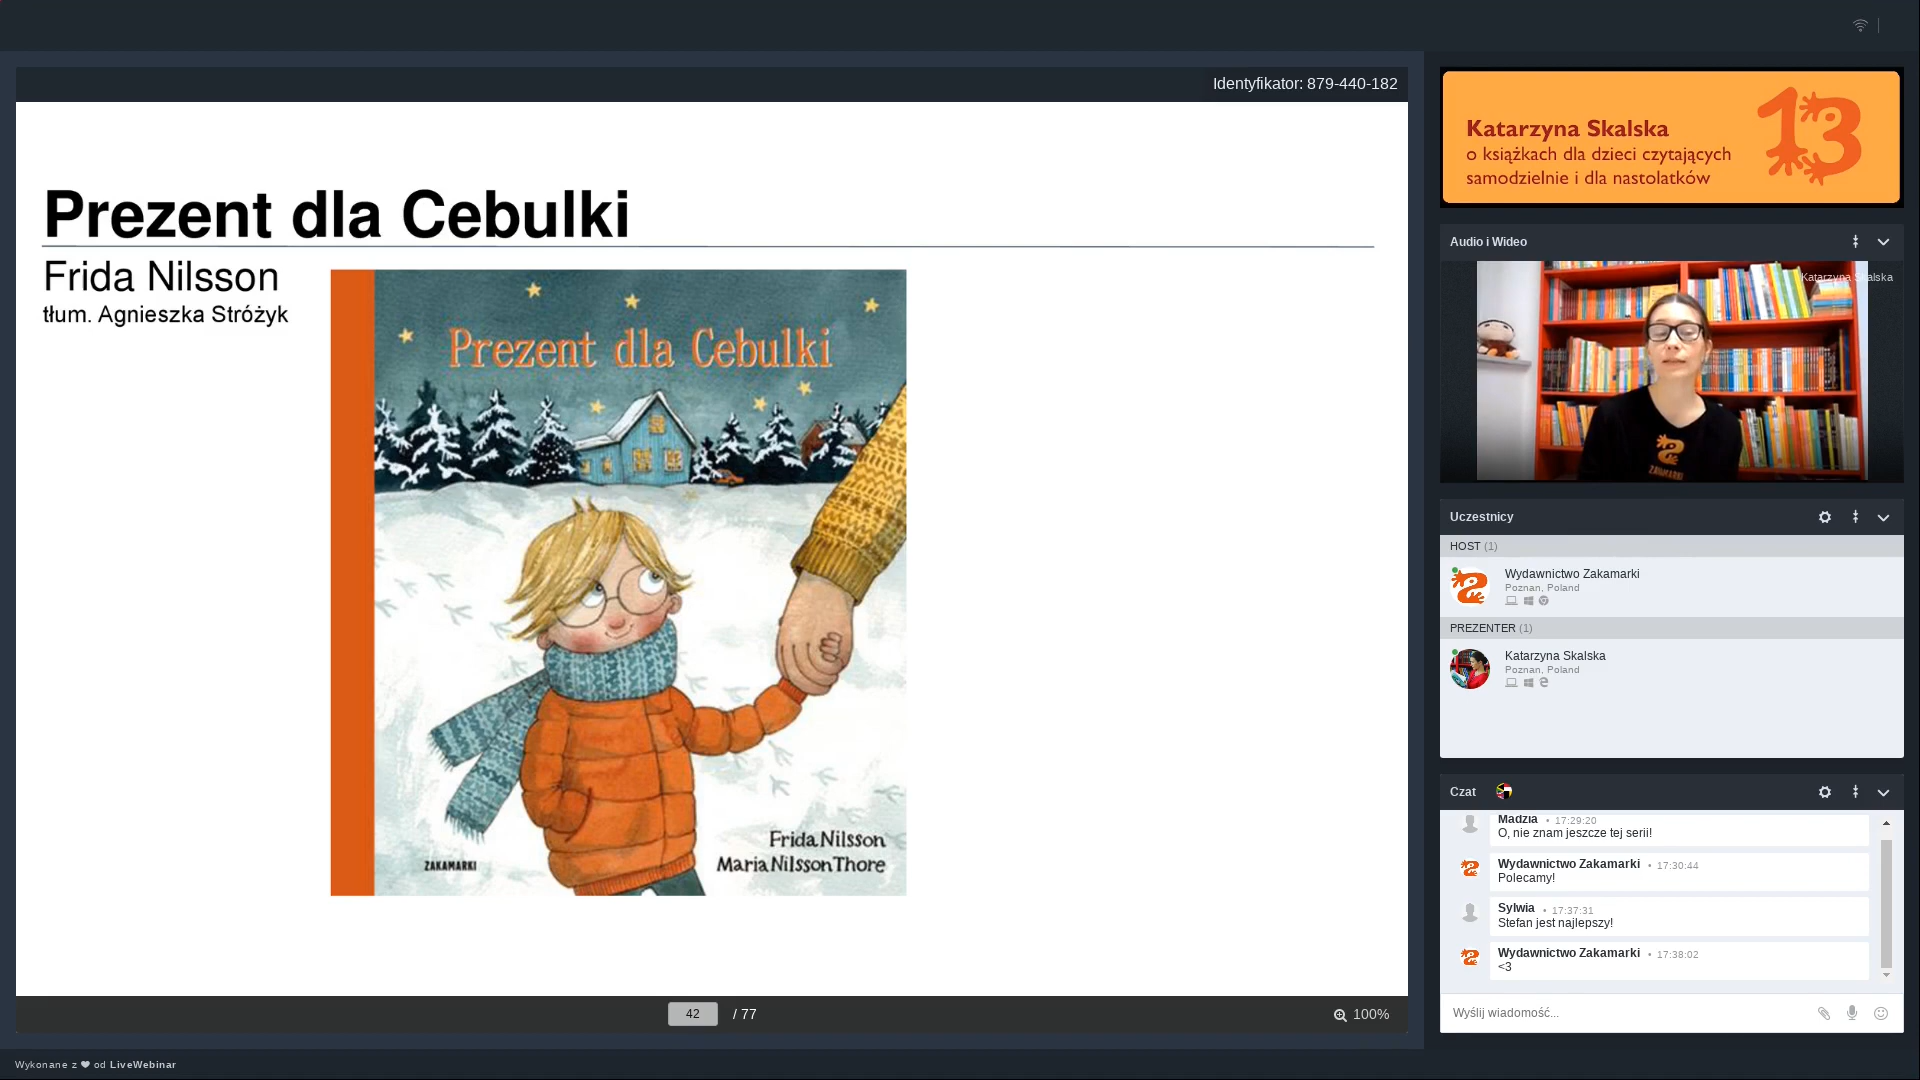 Identyfikator: 879-440-182
Prezent dla Cebulki
Frida Nilsson
tłum. Agnieszka Stróżyk
Prezent dla Cebulki
Frida Nilsson
Maria Nilsson Thore
ZAKAMARKI
42 / 77
100%
Wykonane z od LiveWebinar
13
Katarzyna Skalska
o książkach dla dzieci czytających
samodzielnie i dla nastolatków
Audio i Wideo
Katarzyna Skalska
ZAKAMARKI
Uczestnicy
HOST (1)
Wydawnictwo Zakamarki
Poznan, Poland
PREZENTER (1)
Katarzyna Skalska
Poznan, Poland
Czat
Madzia • 17:29:20
O, nie znam jeszcze tej serii!
Wydawnictwo Zakamarki • 17:30:44
Polecamy!
Sylwia • 17:37:31
Stefan jest najlepszy!
Wydawnictwo Zakamarki • 17:38:02
<3
Wyślij wiadomość...